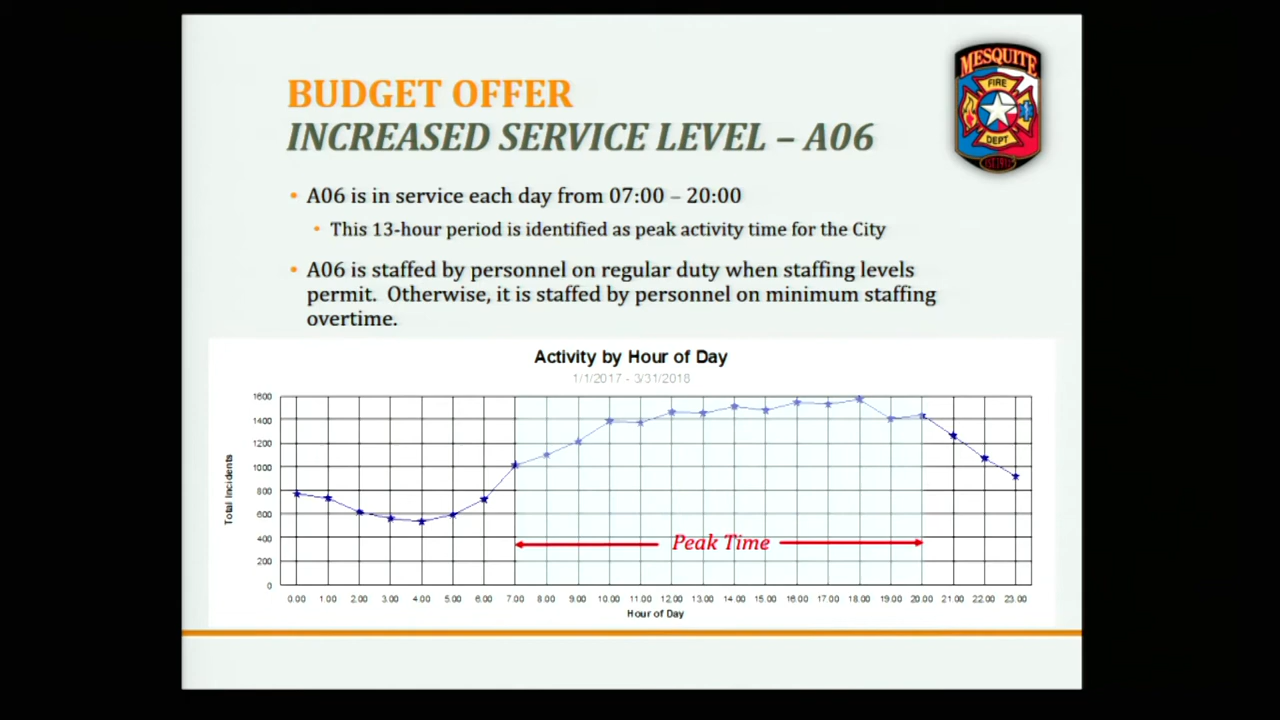 BUDGET OFFER
INCREASED SERVICE LEVEL – A06
MESQUITE
FIRE
DEPT
• A06 is in service each day from 07:00 – 20:00
• This 13-hour period is identified as peak activity time for the City
• A06 is staffed by personnel on regular duty when staffing levels
permit. Otherwise, it is staffed by personnel on minimum staffing
overtime.
Activity by Hour of Day
1/1/2017 - 3/31/2018
1600
1400
1200
1000
800
600
400
200
0
Total Incidents
Peak Time
0.00 1.00 2.00 3.00 4.00 5.00 6.00 7.00 8.00 9.00 10.00 11.00 12.00 13.00 14.00 15.00 16.00 17.00 18.00 19.00 20.00 21.00 22.00 23.00
Hour of Day